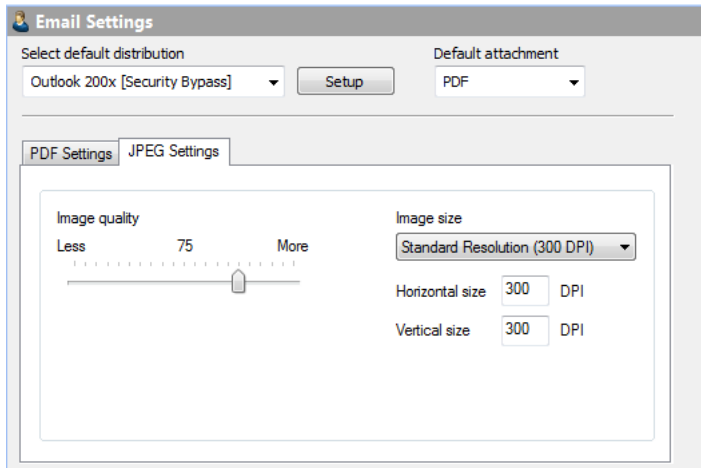 Email Settings
Select default distribution
Default attachment
Outlook 200x [Security Bypass]
Setup
PDF
PDF Settings
JPEG Settings
Image quality
Image size
Less 75 More
Standard Resolution (300 DPI)
Horizontal size 300 DPI
Vertical size 300 DPI